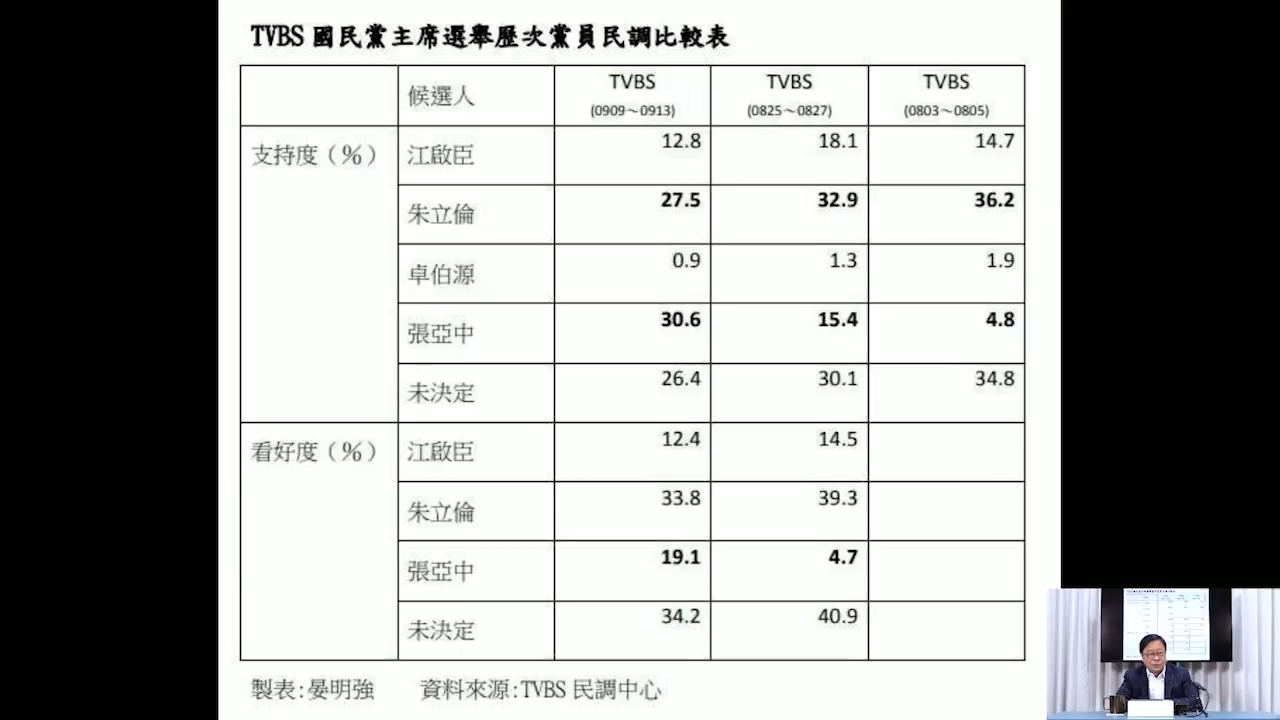 TVBS 國民黨主席選舉歷次黨員民調比較表
候選人 TVBS (0909～0913) TVBS (0825～0827) TVBS (0803～0805)
支持度（％） 江啟臣 12.8 18.1 14.7
朱立倫 27.5 32.9 36.2
卓伯源 0.9 1.3 1.9
張亞中 30.6 15.4 4.8
未決定 26.4 30.1 34.8
看好度（％） 江啟臣 12.4 14.5
朱立倫 33.8 39.3
張亞中 19.1 4.7
未決定 34.2 40.9
製表:晏明強 資料來源:TVBS 民調中心